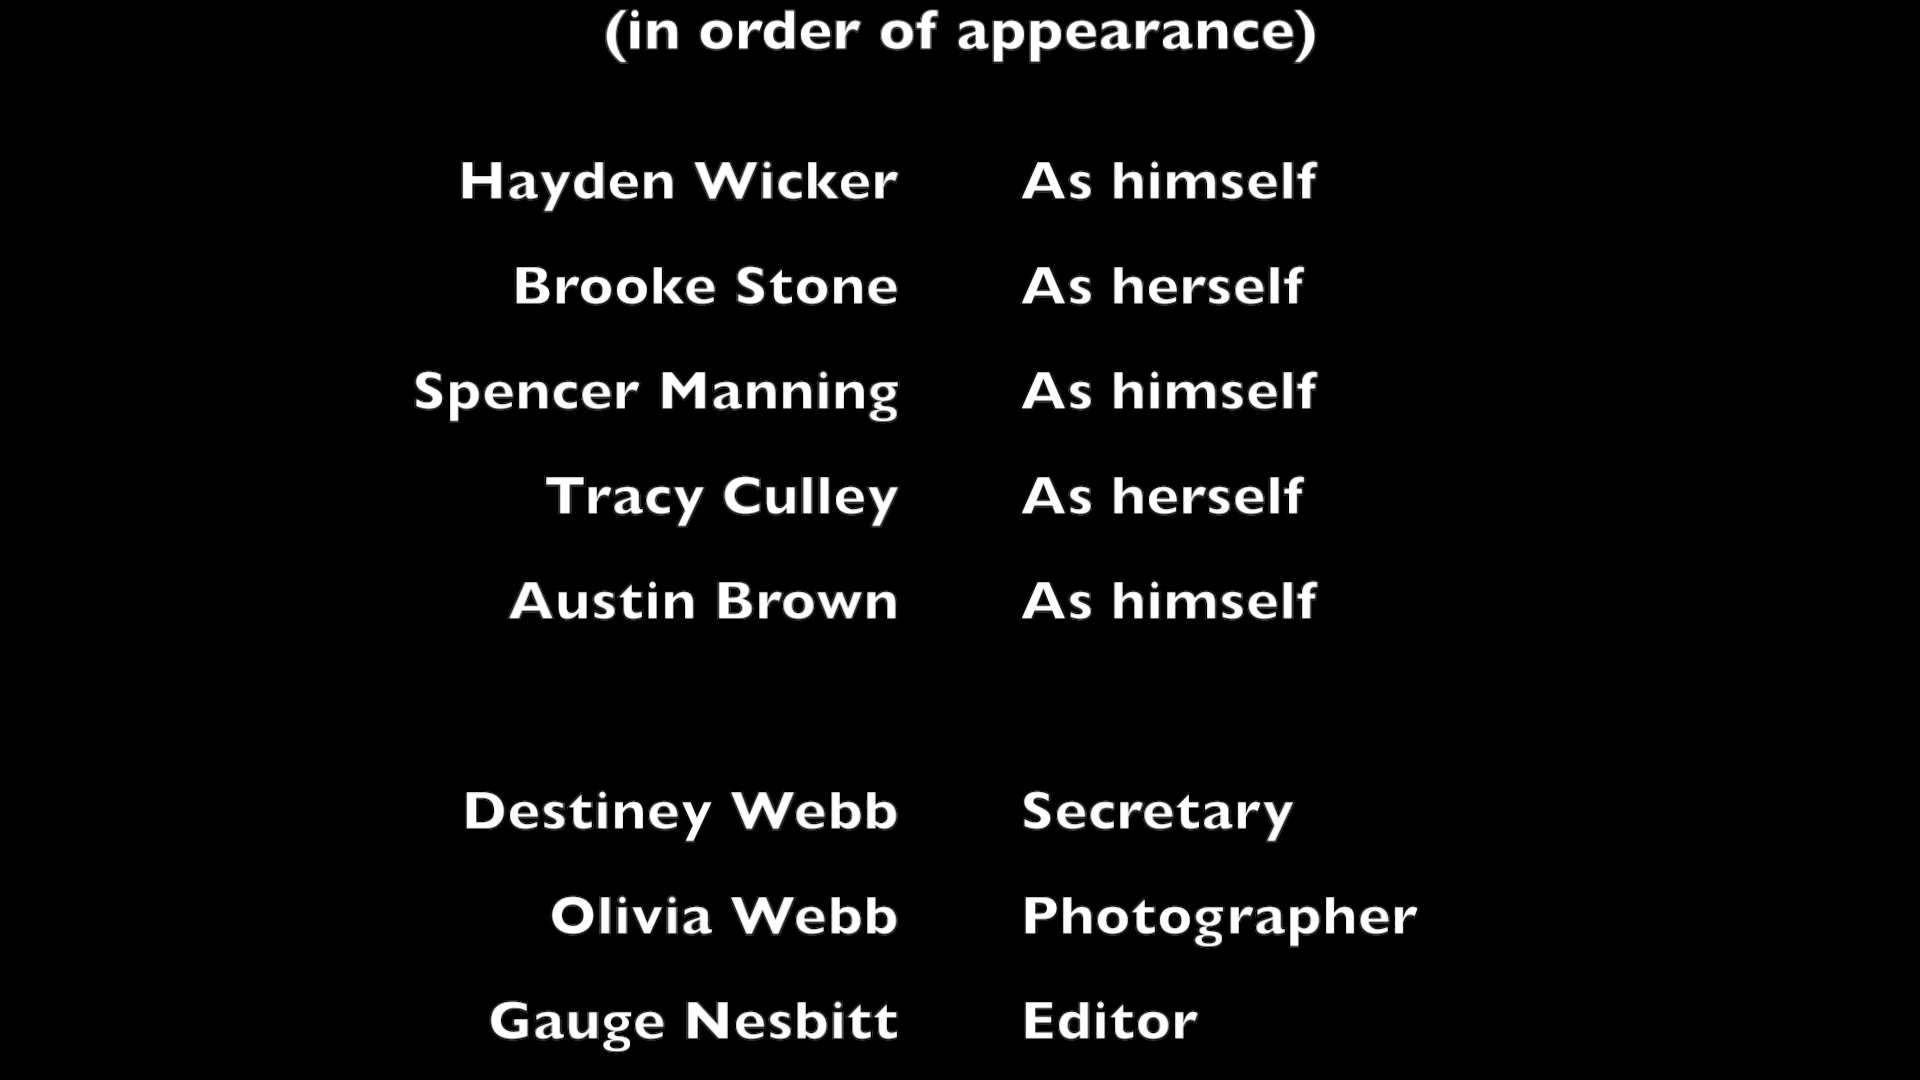 (in order of appearance)
Hayden Wicker As himself
Brooke Stone As herself
Spencer Manning As himself
Tracy Culley As herself
Austin Brown As himself
Destiney Webb Secretary
Olivia Webb Photographer
Gauge Nesbitt Editor